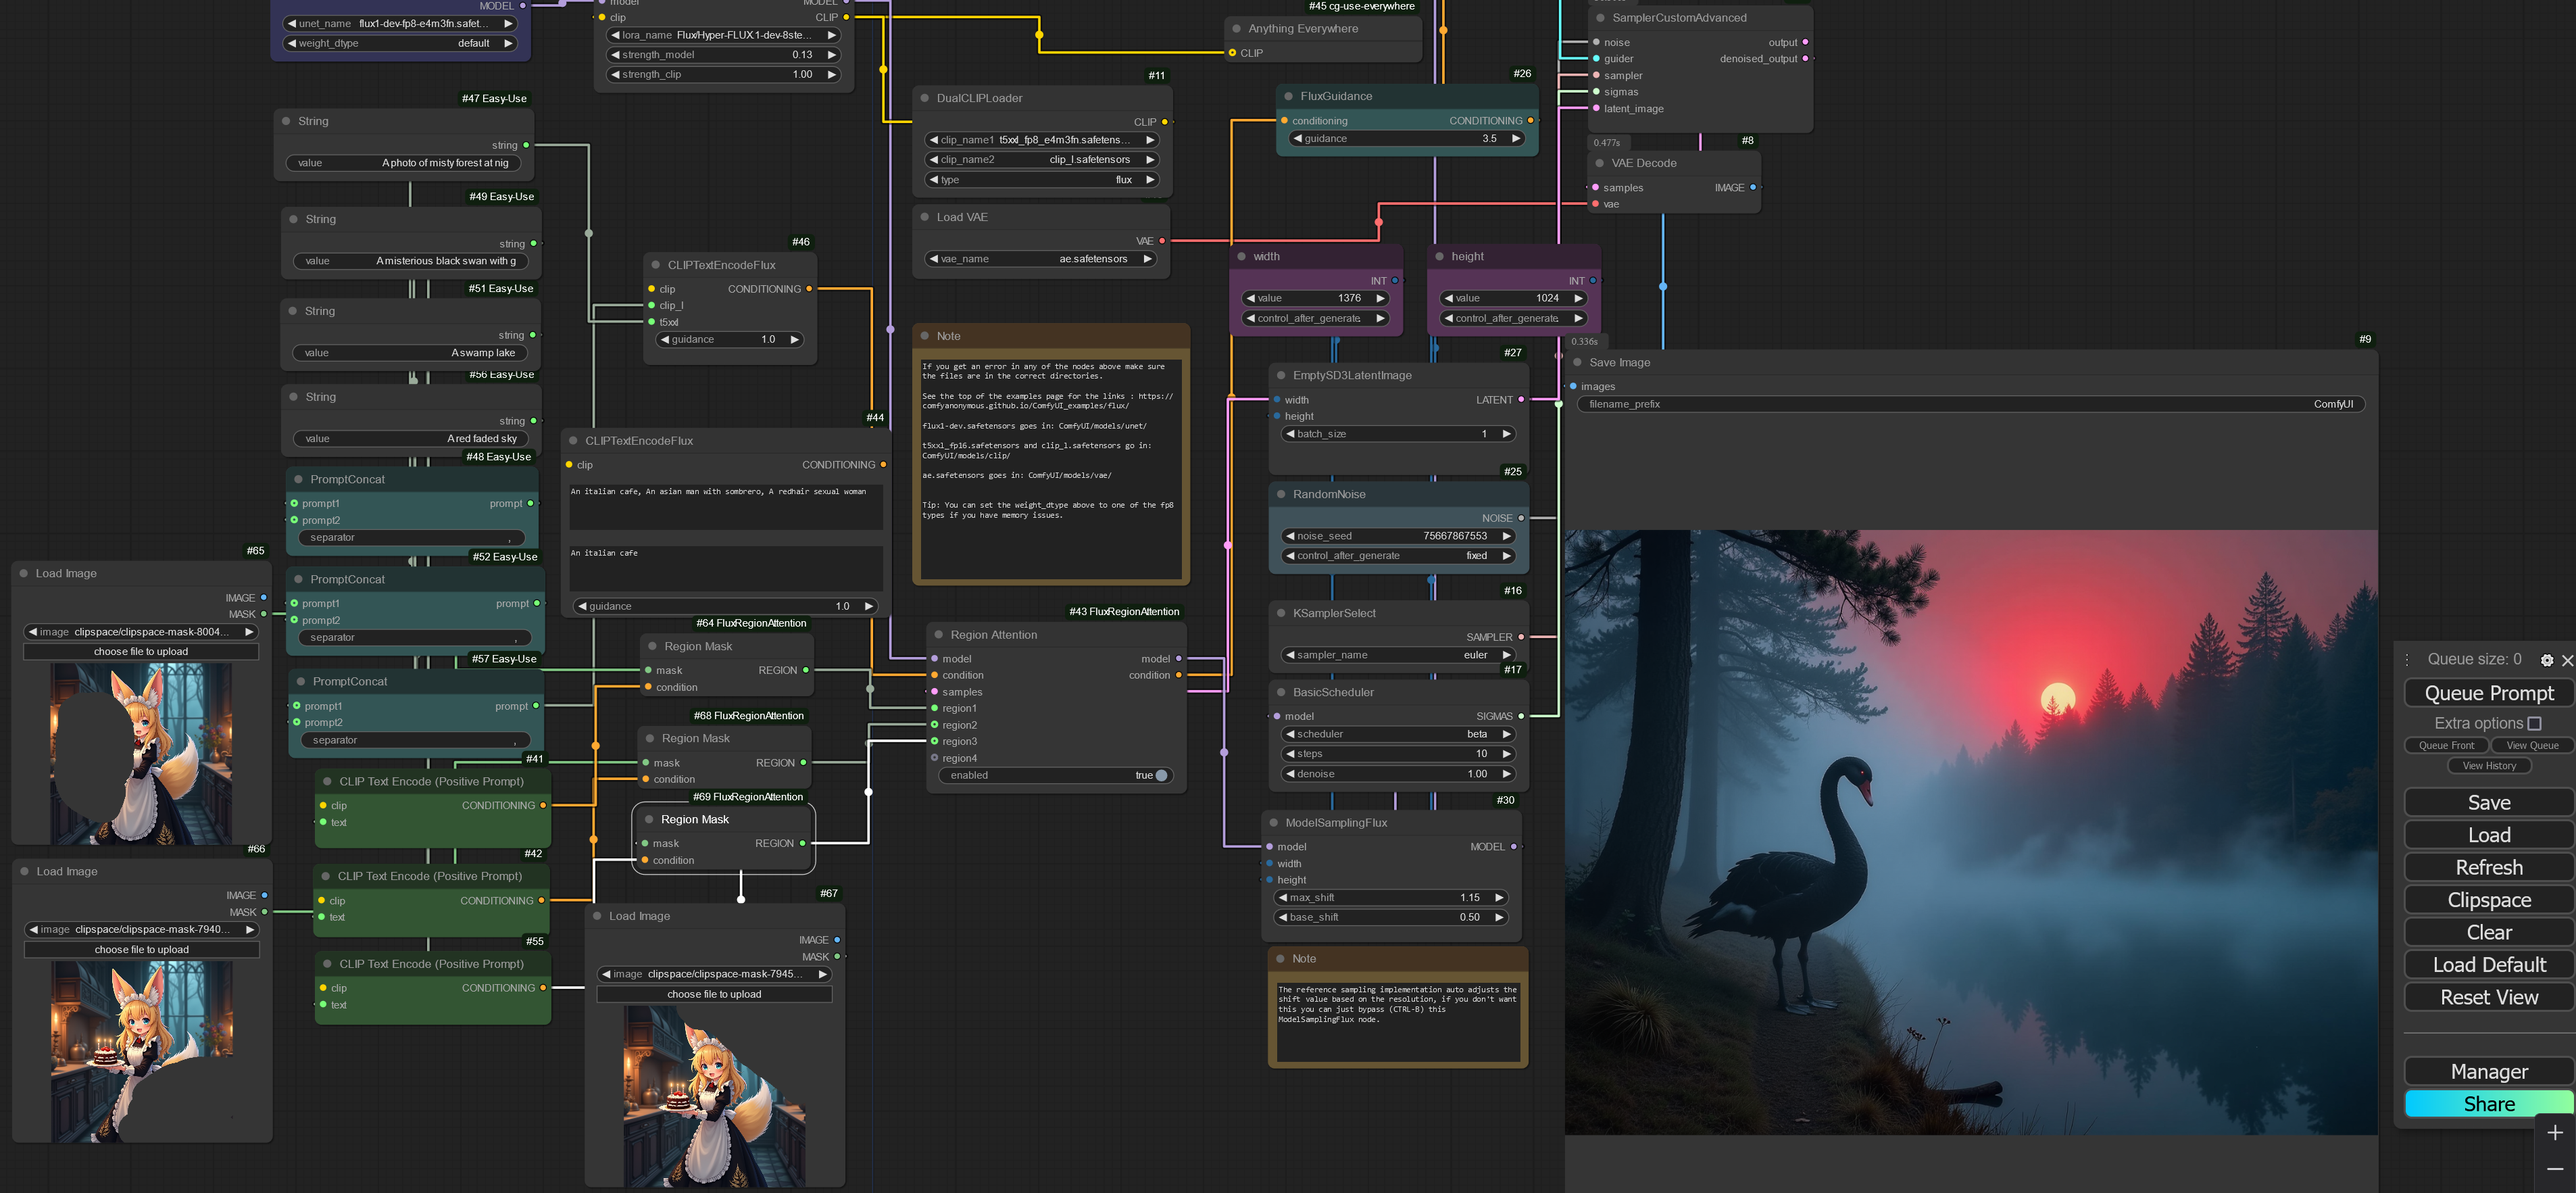 MODEL
unet_name flux1-dev-fp8-e4m3fn.safet...
weight_dtype default
model MODEL
clip CLIP
lora_name Flux/Hyper-FLUX.1-dev-8ste...
strength_model 0.13
strength_clip 1.00
#45 cg-use-everywhere
Anything Everywhere
CLIP
SamplerCustomAdvanced
noise output
guider denoised_output
sampler
sigmas
latent_image
#47 Easy-Use
String
string
value A photo of misty forest at nig
#49 Easy-Use
String
string
value A misterious black swan with g
#51 Easy-Use
String
string
value A swamp lake
#56 Easy-Use
String
string
value A red faded sky
#48 Easy-Use
PromptConcat
prompt1 prompt
prompt2
separator ,
#52 Easy-Use
PromptConcat
prompt1 prompt
prompt2
separator ,
#57 Easy-Use
PromptConcat
prompt1 prompt
prompt2
separator ,
#41
CLIP Text Encode (Positive Prompt)
clip CONDITIONING
text
#42
CLIP Text Encode (Positive Prompt)
clip CONDITIONING
text
#55
CLIP Text Encode (Positive Prompt)
clip CONDITIONING
text
#65
Load Image
IMAGE
MASK
image clipspace/clipspace-mask-8004...
choose file to upload
#66
Load Image
IMAGE
MASK
image clipspace/clipspace-mask-7940...
choose file to upload
#46
CLIPTextEncodeFlux
clip CONDITIONING
clip_l
t5xxl
guidance 1.0
#44
CLIPTextEncodeFlux
clip CONDITIONING
An italian cafe, An asian man with sombrero, A redhair sexual woman
An italian cafe
guidance 1.0
#64 FluxRegionAttention
Region Mask
mask REGION
condition
#68 FluxRegionAttention
Region Mask
mask REGION
condition
#69 FluxRegionAttention
Region Mask
mask REGION
condition
#67
Load Image
IMAGE
MASK
image clipspace/clipspace-mask-7945...
choose file to upload
#11
DualCLIPLoader
CLIP
clip_name1 t5xxl_fp8_e4m3fn.safetens...
clip_name2 clip_l.safetensors
type flux
Load VAE
VAE
vae_name ae.safetensors
Note
If you get an error in any of the nodes above make sure
the files are in the correct directories.
See the top of the examples page for the links : https://
comfyanonymous.github.io/ComfyUI_examples/flux/
flux1-dev.safetensors goes in: ComfyUI/models/unet/
t5xxl_fp16.safetensors and clip_l.safetensors go in:
ComfyUI/models/clip/
ae.safetensors goes in: ComfyUI/models/vae/
Tip: You can set the weight_dtype above to one of the fp8
types if you have memory issues.
#43 FluxRegionAttention
Region Attention
model model
condition condition
samples
region1
region2
region3
region4
enabled true
#26
FluxGuidance
conditioning CONDITIONING
guidance 3.5
0.477s
#8
VAE Decode
samples IMAGE
vae
width
INT
value 1376
control_after_generate
height
INT
value 1024
control_after_generate
#27
EmptySD3LatentImage
width LATENT
height
batch_size 1
#25
RandomNoise
NOISE
noise_seed 75667867553
control_after_generate fixed
#16
KSamplerSelect
SAMPLER
sampler_name euler
#17
BasicScheduler
model SIGMAS
scheduler beta
steps 10
denoise 1.00
#30
ModelSamplingFlux
model MODEL
width
height
max_shift 1.15
base_shift 0.50
Note
The reference sampling implementation auto adjusts the
shift value based on the resolution, if you don't want
this you can just bypass (CTRL-B) this
ModelSamplingFlux node.
0.336s
#9
Save Image
images
filename_prefix ComfyUI
Queue size: 0
Queue Prompt
Extra options
Queue Front View Queue
View History
Save
Load
Refresh
Clipspace
Clear
Load Default
Reset View
Manager
Share